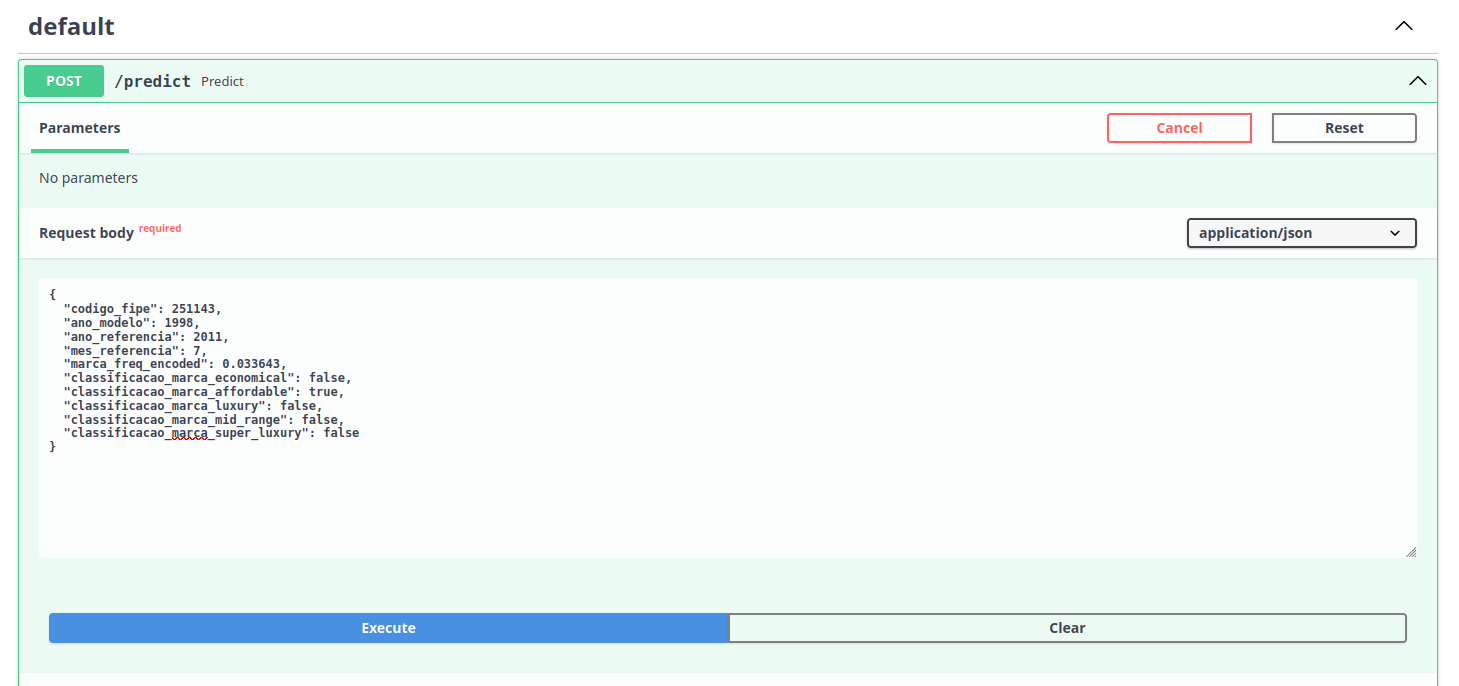 default
POST /predict Predict
Parameters Cancel Reset
No parameters
Request body required application/json
{
"codigo_fipe": 251143,
"ano_modelo": 1998,
"ano_referencia": 2011,
"mes_referencia": 7,
"marca_freq_encoded": 0.033643,
"classificacao_marca_economical": false,
"classificacao_marca_affordable": true,
"classificacao_marca_luxury": false,
"classificacao_marca_mid_range": false,
"classificacao_marca_super_luxury": false
}
Execute Clear